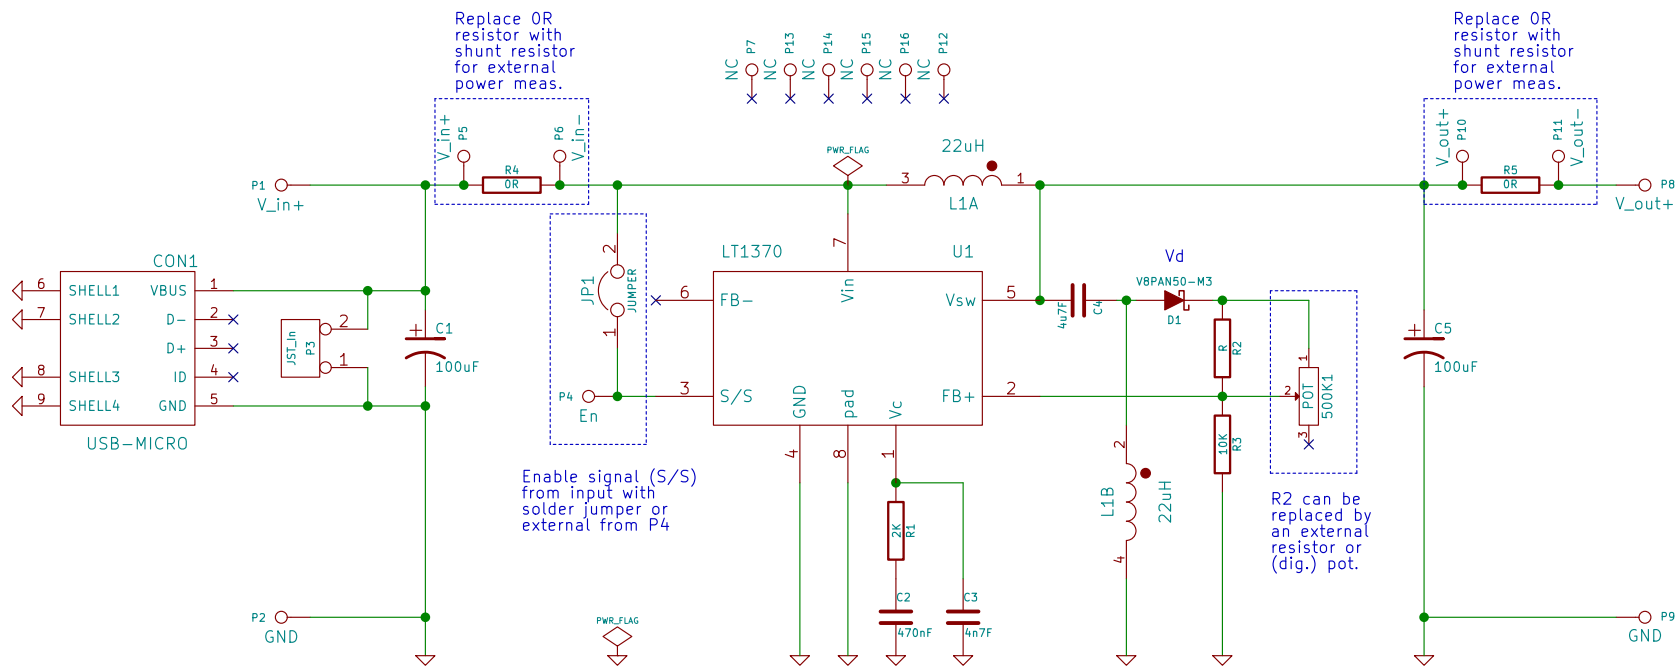 Replace 0R
resistor with
shunt resistor
for external
power meas.
Replace 0R
resistor with
shunt resistor
for external
power meas.
P7
NC
P13
NC
P14
NC
P15
NC
P16
NC
P12
NC
V_in+
P5
P6
V_in-
R4
0R
P1
V_in+
PWR_FLAG
22uH
3
1
L1A
V_out+
P10
P11
V_out-
R5
0R
P8
V_out+
CON1
6 SHELL1
7 SHELL2
8 SHELL3
9 SHELL4
VBUS 1
D- 2
D+ 3
ID 4
GND 5
USB-MICRO
JST_In
P3
2
1
C1
100uF
2
JP1
JUMPER
1
P4
En
Enable signal (S/S)
from input with
solder jumper or
external from P4
LT1370
U1
7
Vin
6 FB-
3 S/S
Vsw 5
FB+ 2
GND
4
pad
8
Vc
1
4u7F
C4
Vd
V8PAN50-M3
D1
R
R2
10K
R3
1
2
3
POT
500K1
R2 can be
replaced by
an external
resistor or
(dig.) pot.
2
L1B
22uH
4
2K
R1
C2
470nF
C3
4n7F
C5
100uF
P2
GND
PWR_FLAG
P9
GND